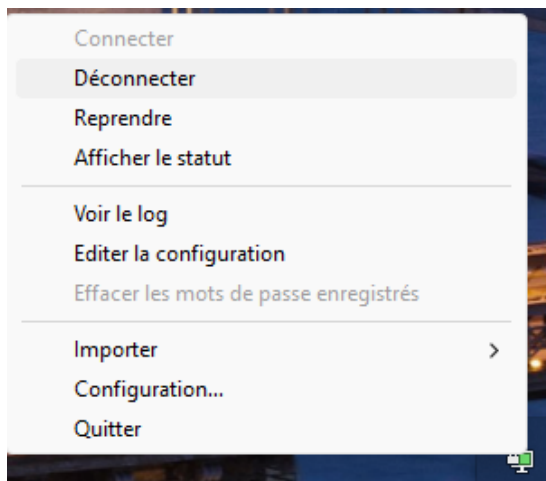 Connecter
Déconnecter
Reprendre
Afficher le statut
Voir le log
Editer la configuration
Effacer les mots de passe enregistrés
Importer
Configuration...
Quitter